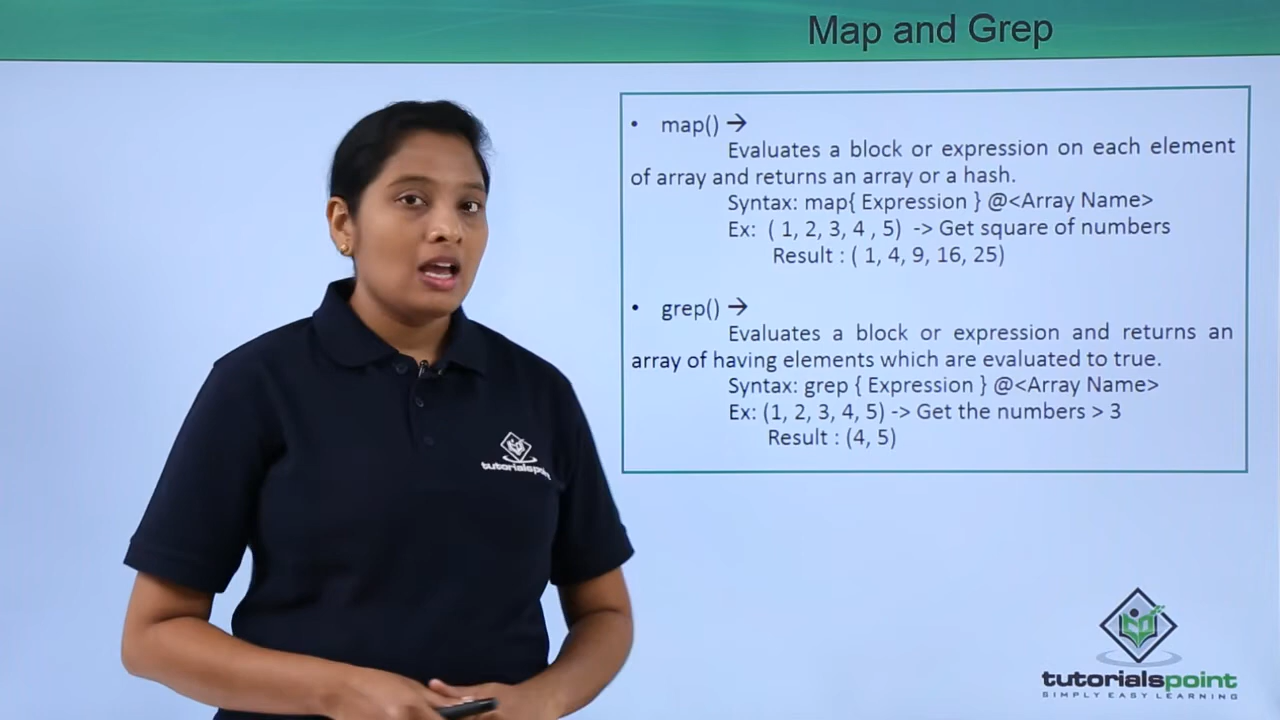 Map and Grep
• map() →
Evaluates a block or expression on each element
of array and returns an array or a hash.
Syntax: map{ Expression } @<Array Name>
Ex: ( 1, 2, 3, 4 , 5) -> Get square of numbers
Result : ( 1, 4, 9, 16, 25)
• grep() →
Evaluates a block or expression and returns an
array of having elements which are evaluated to true.
Syntax: grep { Expression } @<Array Name>
Ex: (1, 2, 3, 4, 5) -> Get the numbers > 3
Result : (4, 5)
tutorialspoint
tutorialspoint
SIMPLY EASY LEARNING